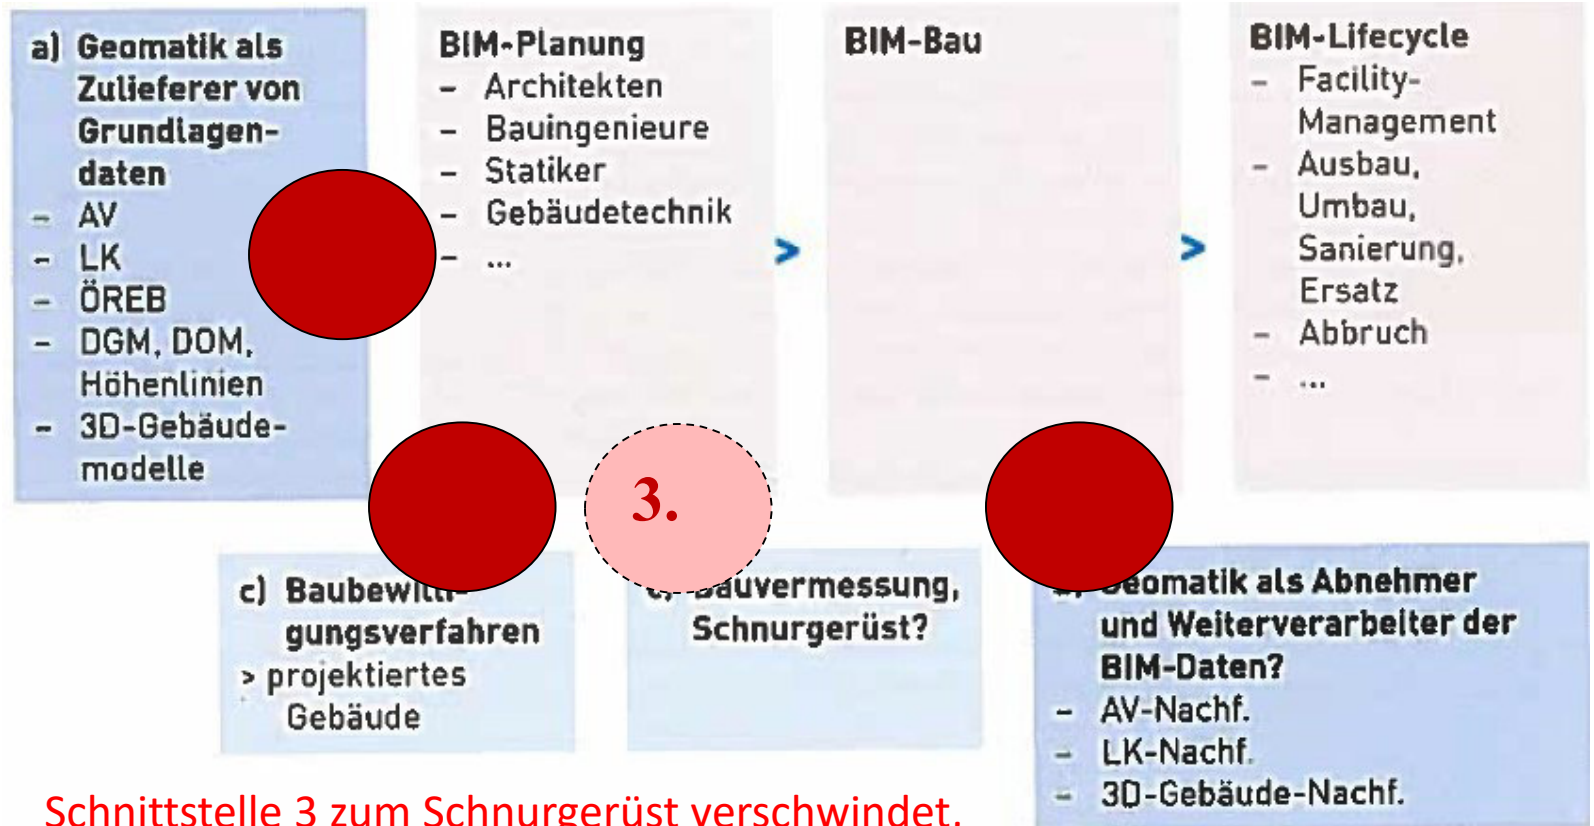 a) Geomatik als
Zulieferer von
Grundlagen-
daten
- AV
- LK
- ÖREB
- DGM, DOM,
Höhenlinien
- 3D-Gebäude-
modelle
BIM-Planung
- Architekten
- Bauingenieure
- Statiker
- Gebäudetechnik
- ...
>
BIM-Bau
>
BIM-Lifecycle
- Facility-
Management
- Ausbau,
Umbau,
Sanierung,
Ersatz
- Abbruch
- ...
3.
c) Baubewilli-
gungsverfahren
> projektiertes
Gebäude
Bauvermessung,
Schnurgerüst?
Geomatik als Abnehmer
und Weiterverarbeiter der
BIM-Daten?
- AV-Nachf.
- LK-Nachf.
- 3D-Gebäude-Nachf.
Schnittstelle 3 zum Schnurgerüst verschwindet.